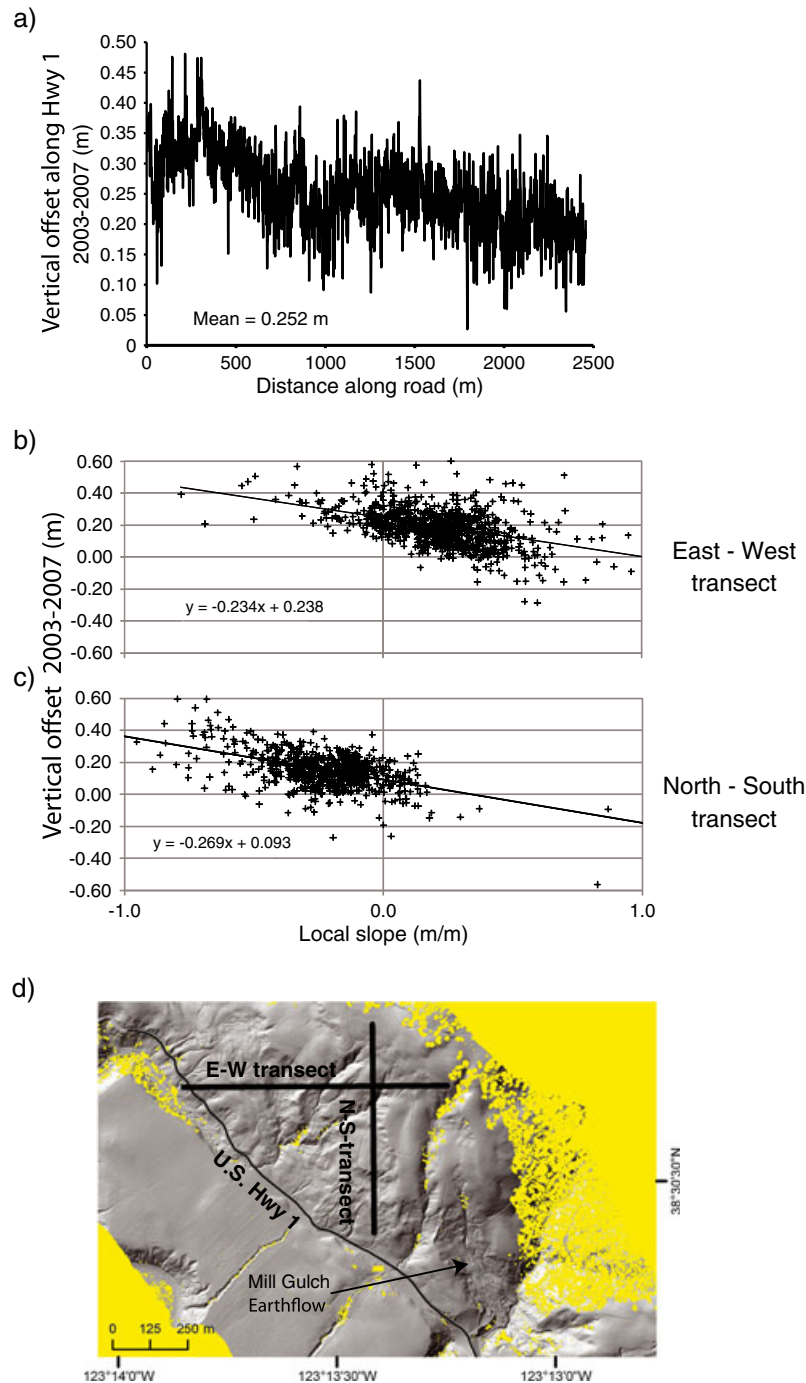 a)
Vertical offset along Hwy 1
2003-2007 (m)
0.50
0.45
0.40
0.35
0.30
0.25
0.20
0.15
0.10
0.05
0
Mean = 0.252 m
0 500 1000 1500 2000 2500
Distance along road (m)
b)
Vertical offset 2003-2007 (m)
0.60
0.40
0.20
0.00
-0.20
-0.40
-0.60
y = -0.234x + 0.238
East - West
transect
c)
0.60
0.40
0.20
0.00
-0.20
-0.40
-0.60
y = -0.269x + 0.093
North - South
transect
-1.0 0.0 1.0
Local slope (m/m)
d)
E-W transect
N-S-transect
U.S. Hwy 1
Mill Gulch
Earthflow
0 125 250 m
38°30'30"N
123°14'0"W 123°13'30"W 123°13'0"W